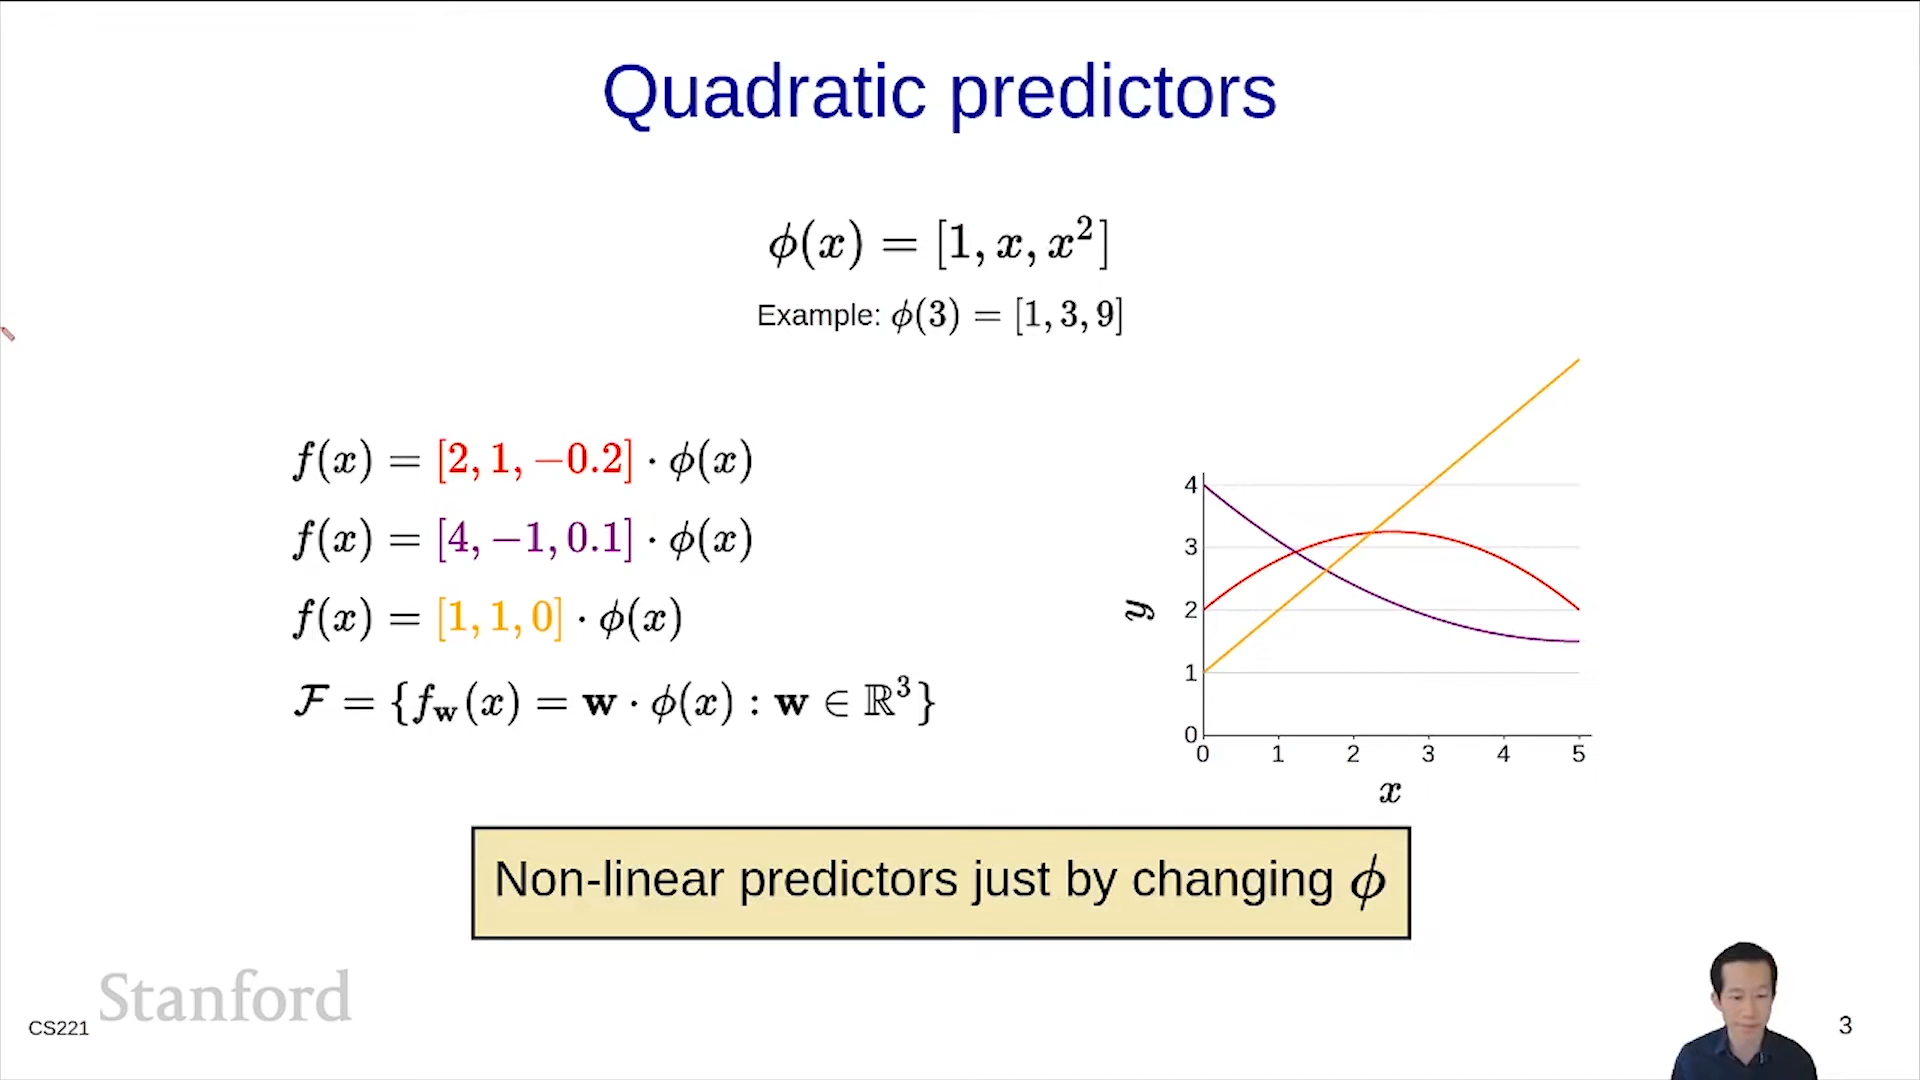 Quadratic predictors
ϕ(x) = [1, x, x²]
Example: ϕ(3) = [1, 3, 9]
f(x) = [2, 1, −0.2] · ϕ(x)
f(x) = [4, −1, 0.1] · ϕ(x)
f(x) = [1, 1, 0] · ϕ(x)
ℱ = {f_𝐰(x) = 𝐰 · ϕ(x) : 𝐰 ∈ ℝ³}
4
3
2
1
0
y
0 1 2 3 4 5
x
Non-linear predictors just by changing ϕ
Stanford
CS221
3